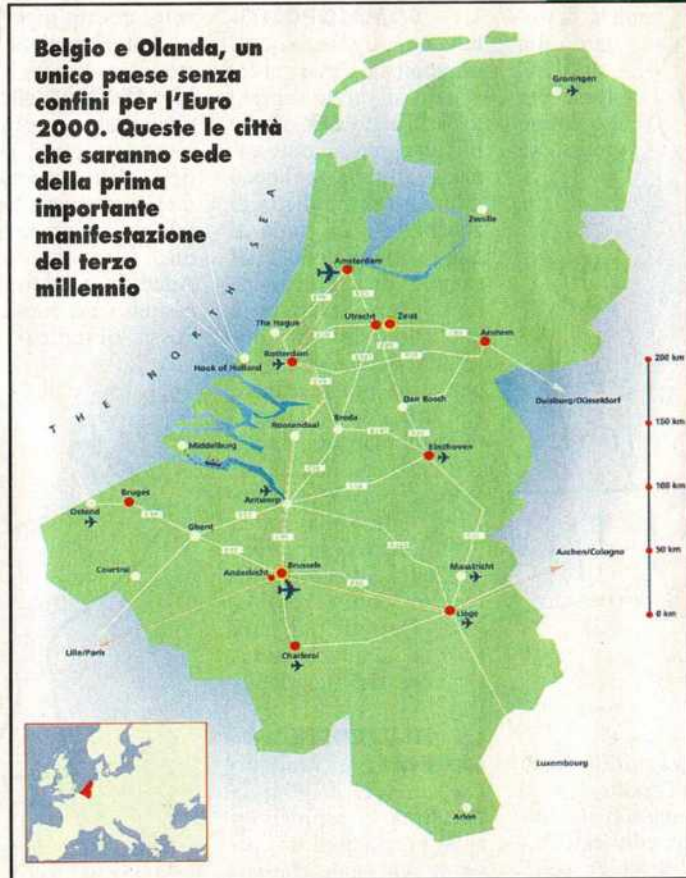 Belgio e Olanda, un
unico paese senza
confini per l'Euro
2000. Queste le città
che saranno sede
della prima
importante
manifestazione
del terzo
millennio
THE NORTH SEA
Groningen
Zwolle
Amsterdam
The Hague
Utrecht
Zeist
Arnhem
Rotterdam
Hoek of Holland
Den Bosch
Duisburg/Düsseldorf
Roosendaal
Breda
Middelburg
Eindhoven
Antwerp
Bruges
Ostend
Ghent
Courtrai
Anderlecht
Brussels
Maastricht
Aachen/Cologne
Liège
Lille/Paris
Charleroi
Luxembourg
Arlon
200 km
150 km
100 km
50 km
0 km